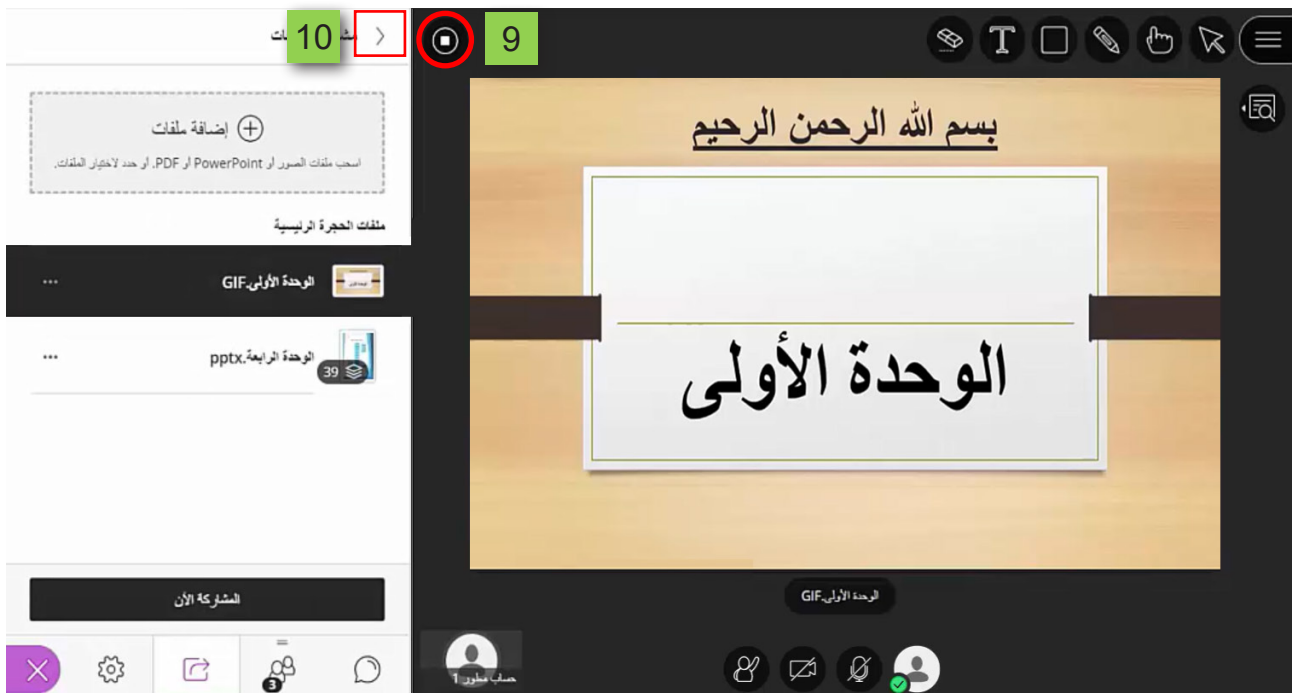 10
9
إضافة ملفات
اسحب ملفات الصور أو PowerPoint أو PDF، أو حدد لاختيار الملفات.
ملفات الحجرة الرئيسية
الوحدة الأولى.GIF
الوحدة الرابعة.pptx
39
المشاركة الأن
3
T
بسم الله الرحمن الرحيم
الوحدة الأولى
الوحدة الأولى.GIF
حساب مطور 1